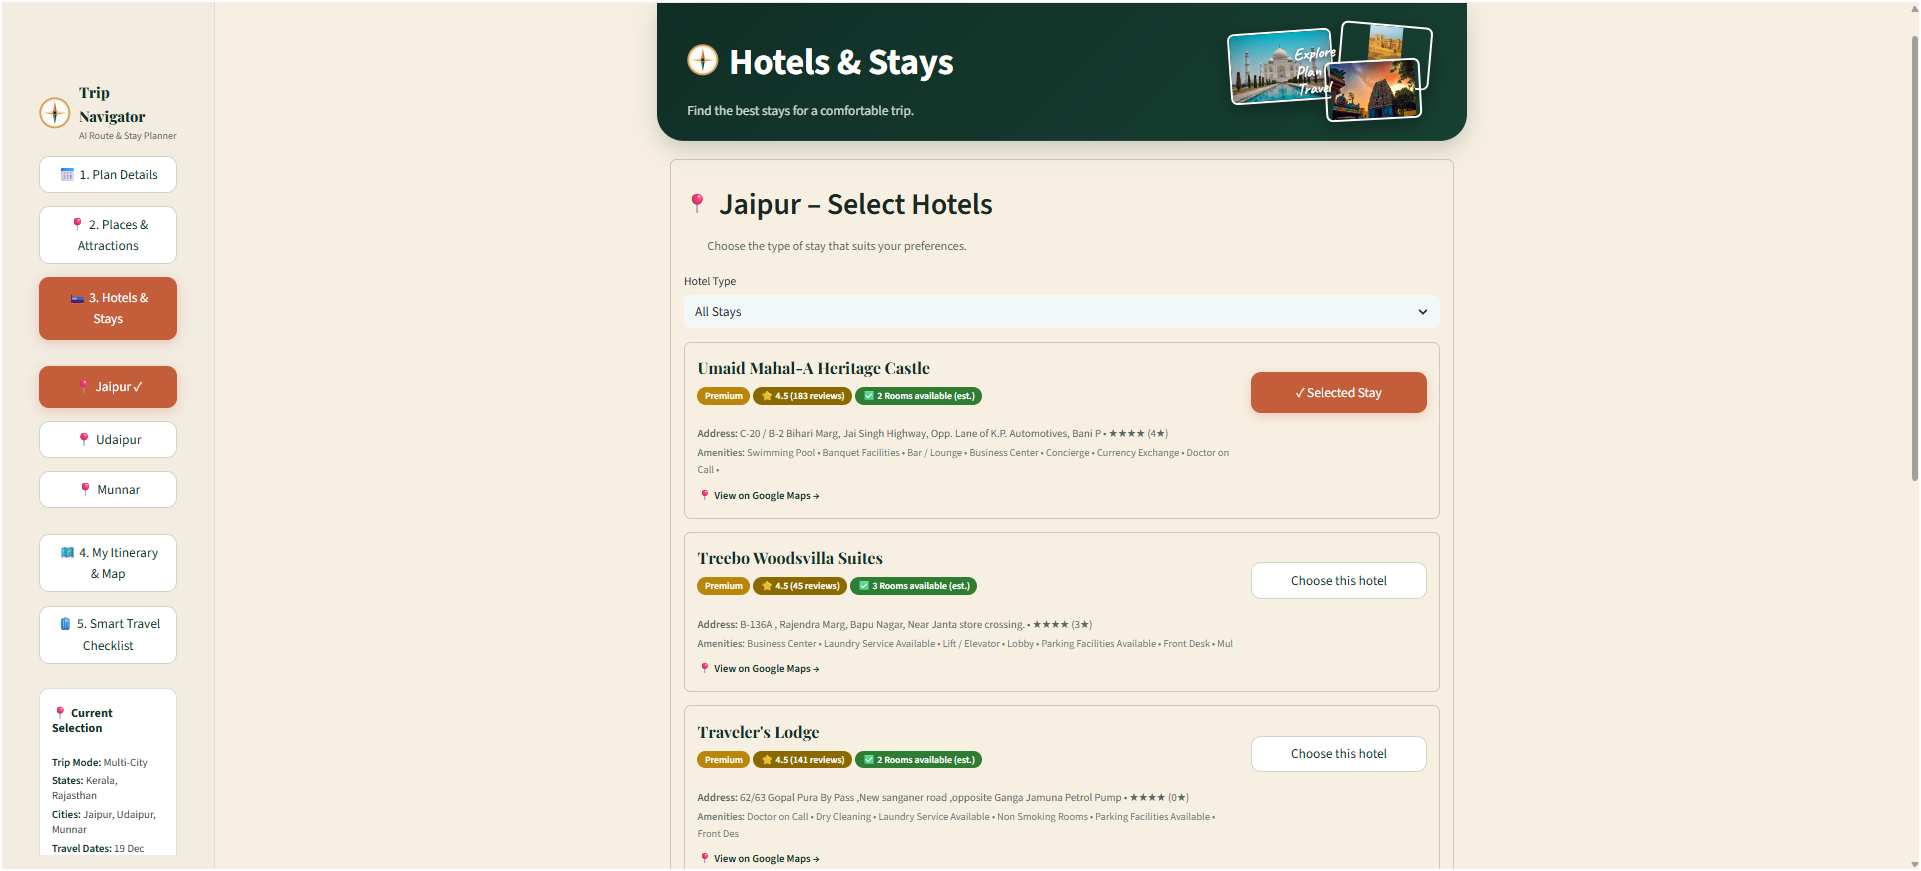 Trip
Navigator
AI Route & Stay Planner
1. Plan Details
2. Places &
Attractions
3. Hotels &
Stays
Jaipur ✓
Udaipur
Munnar
4. My Itinerary
& Map
5. Smart Travel
Checklist
Current
Selection
Trip Mode: Multi-City
States: Kerala,
Rajasthan
Cities: Jaipur, Udaipur,
Munnar
Travel Dates: 19 Dec
Hotels & Stays
Find the best stays for a comfortable trip.
Explore
Plan
Travel
Jaipur – Select Hotels
Choose the type of stay that suits your preferences.
Hotel Type
All Stays
Umaid Mahal-A Heritage Castle
Premium 4.5 (183 reviews) 2 Rooms available (est.)
✓ Selected Stay
Address: C-20 / B-2 Bihari Marg, Jai Singh Highway, Opp. Lane of K.P. Automotives, Bani P • ★★★★ (4★)
Amenities: Swimming Pool • Banquet Facilities • Bar / Lounge • Business Center • Concierge • Currency Exchange • Doctor on
Call •
View on Google Maps →
Treebo Woodsvilla Suites
Premium 4.5 (45 reviews) 3 Rooms available (est.)
Choose this hotel
Address: B-136A , Rajendra Marg, Bapu Nagar, Near Janta store crossing. • ★★★★ (3★)
Amenities: Business Center • Laundry Service Available • Lift / Elevator • Lobby • Parking Facilities Available • Front Desk • Mul
View on Google Maps →
Traveler's Lodge
Premium 4.5 (141 reviews) 2 Rooms available (est.)
Choose this hotel
Address: 62/63 Gopal Pura By Pass ,New sanganer road ,opposite Ganga Jamuna Petrol Pump • ★★★★ (0★)
Amenities: Doctor on Call • Dry Cleaning • Laundry Service Available • Non Smoking Rooms • Parking Facilities Available •
Front Des
View on Google Maps →